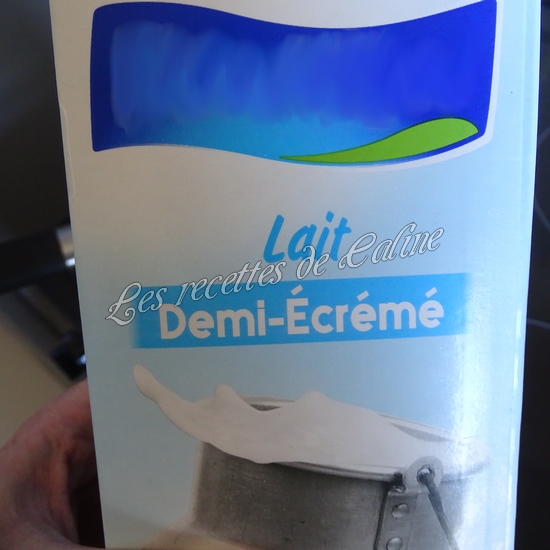 Lait
Les recettes de Caline
Demi-Écrémé